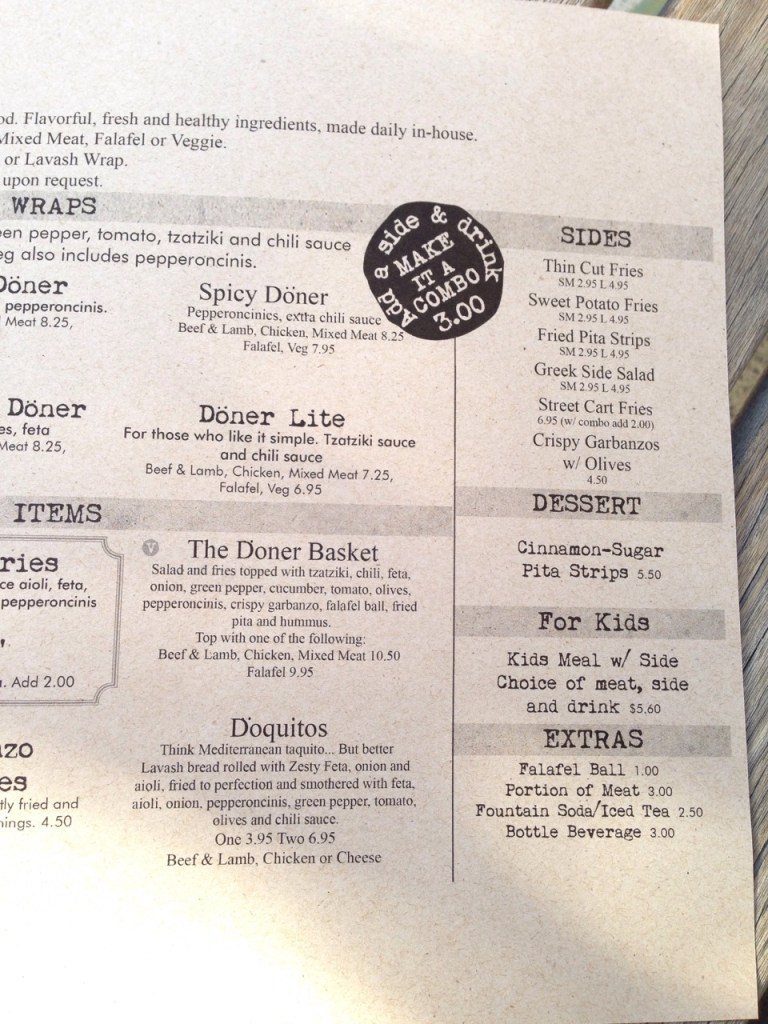 od. Flavorful, fresh and healthy ingredients, made daily in-house.
Mixed Meat, Falafel or Veggie.
or Lavash Wrap.
upon request.
WRAPS
een pepper, tomato, tzatziki and chili sauce
eg also includes pepperoncinis.
Döner
pepperoncinis.
Meat 8.25,
Spicy Döner
Pepperoncinies, extra chili sauce
Beef & Lamb, Chicken, Mixed Meat 8.25
Falafel, Veg 7.95
Döner
es, feta
Meat 8.25,
Döner Lite
For those who like it simple. Tzatziki sauce
and chili sauce
Beef & Lamb, Chicken, Mixed Meat 7.25,
Falafel, Veg 6.95
Add a side & drink
MAKE
IT A
COMBO
3.00
ITEMS
ries
ce aioli, feta,
pepperoncinis
,
a. Add 2.00
nzo
es
tly fried and
nings. 4.50
V
The Doner Basket
Salad and fries topped with tzatziki, chili, feta,
onion, green pepper, cucumber, tomato, olives,
pepperoncinis, crispy garbanzo, falafel ball, fried
pita and hummus.
Top with one of the following:
Beef & Lamb, Chicken, Mixed Meat 10.50
Falafel 9.95
D'oquitos
Think Mediterranean taquito... But better
Lavash bread rolled with Zesty Feta, onion and
aioli, fried to perfection and smothered with feta,
aioli, onion, pepperoncinis, green pepper, tomato,
olives and chili sauce.
One 3.95 Two 6.95
Beef & Lamb, Chicken or Cheese
SIDES
Thin Cut Fries
SM 2.95 L 4.95
Sweet Potato Fries
SM 2.95 L 4.95
Fried Pita Strips
SM 2.95 L 4.95
Greek Side Salad
SM 2.95 L 4.95
Street Cart Fries
6.95 (w/ combo add 2.00)
Crispy Garbanzos
w/ Olives
4.50
DESSERT
Cinnamon-Sugar
Pita Strips 5.50
For Kids
Kids Meal w/ Side
Choice of meat, side
and drink $5.60
EXTRAS
Falafel Ball 1.00
Portion of Meat 3.00
Fountain Soda/Iced Tea 2.50
Bottle Beverage 3.00